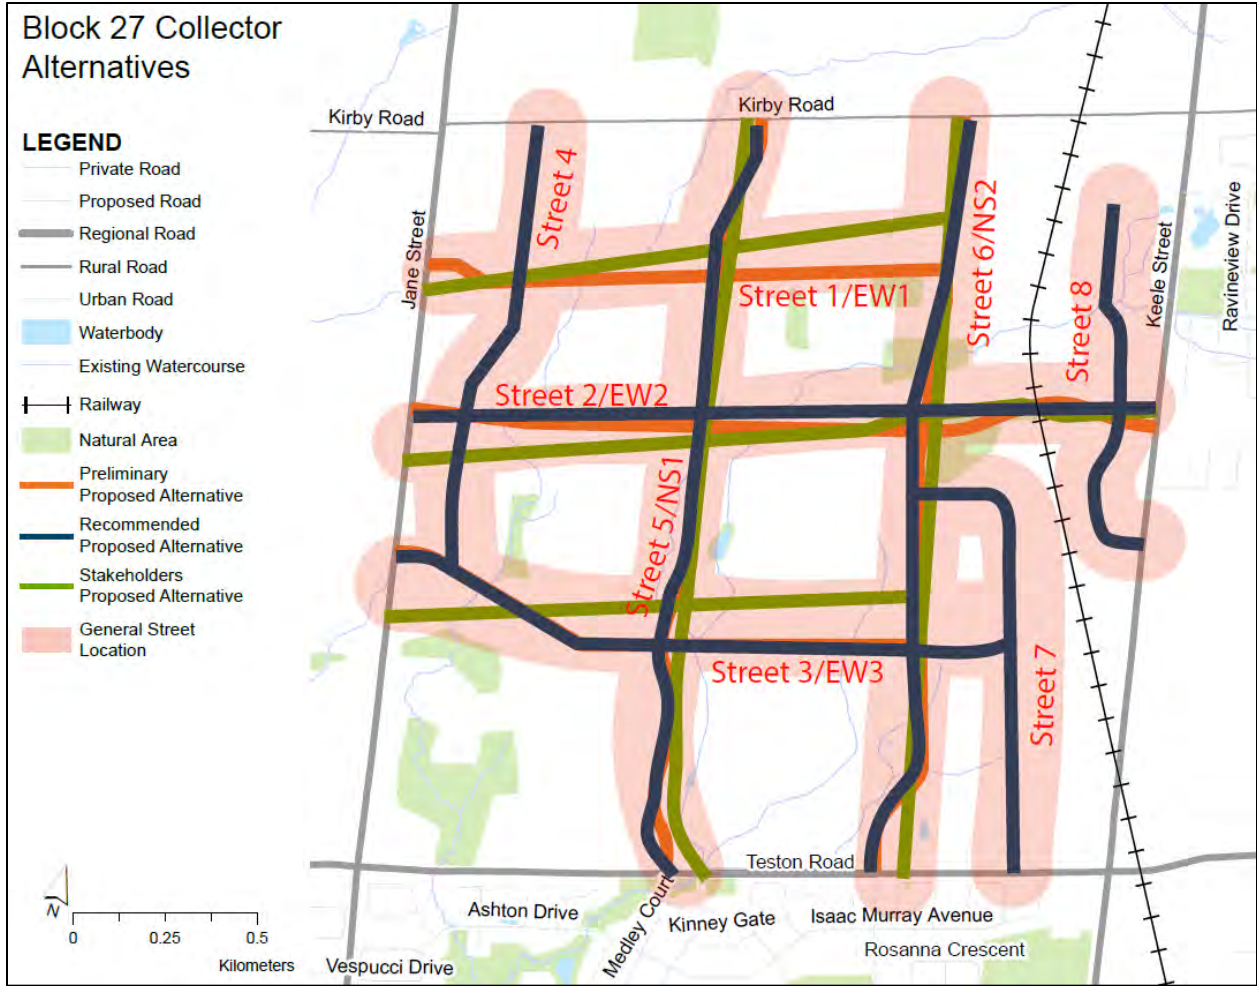 Block 27 Collector
Alternatives
LEGEND
Private Road
Proposed Road
Regional Road
Rural Road
Urban Road
Waterbody
Existing Watercourse
Railway
Natural Area
Preliminary
Proposed Alternative
Recommended
Proposed Alternative
Stakeholders
Proposed Alternative
General Street
Location
N
0 0.25 0.5
Kilometers
Kirby Road
Kirby Road
Jane Street
Street 4
Street 6/NS2
Street 1/EW1
Street 8
Keele Street
Ravineview Drive
Street 2/EW2
Street 5/NS1
Street 3/EW3
Street 7
Teston Road
Ashton Drive
Medley Court
Kinney Gate
Isaac Murray Avenue
Rosanna Crescent
Vespucci Drive